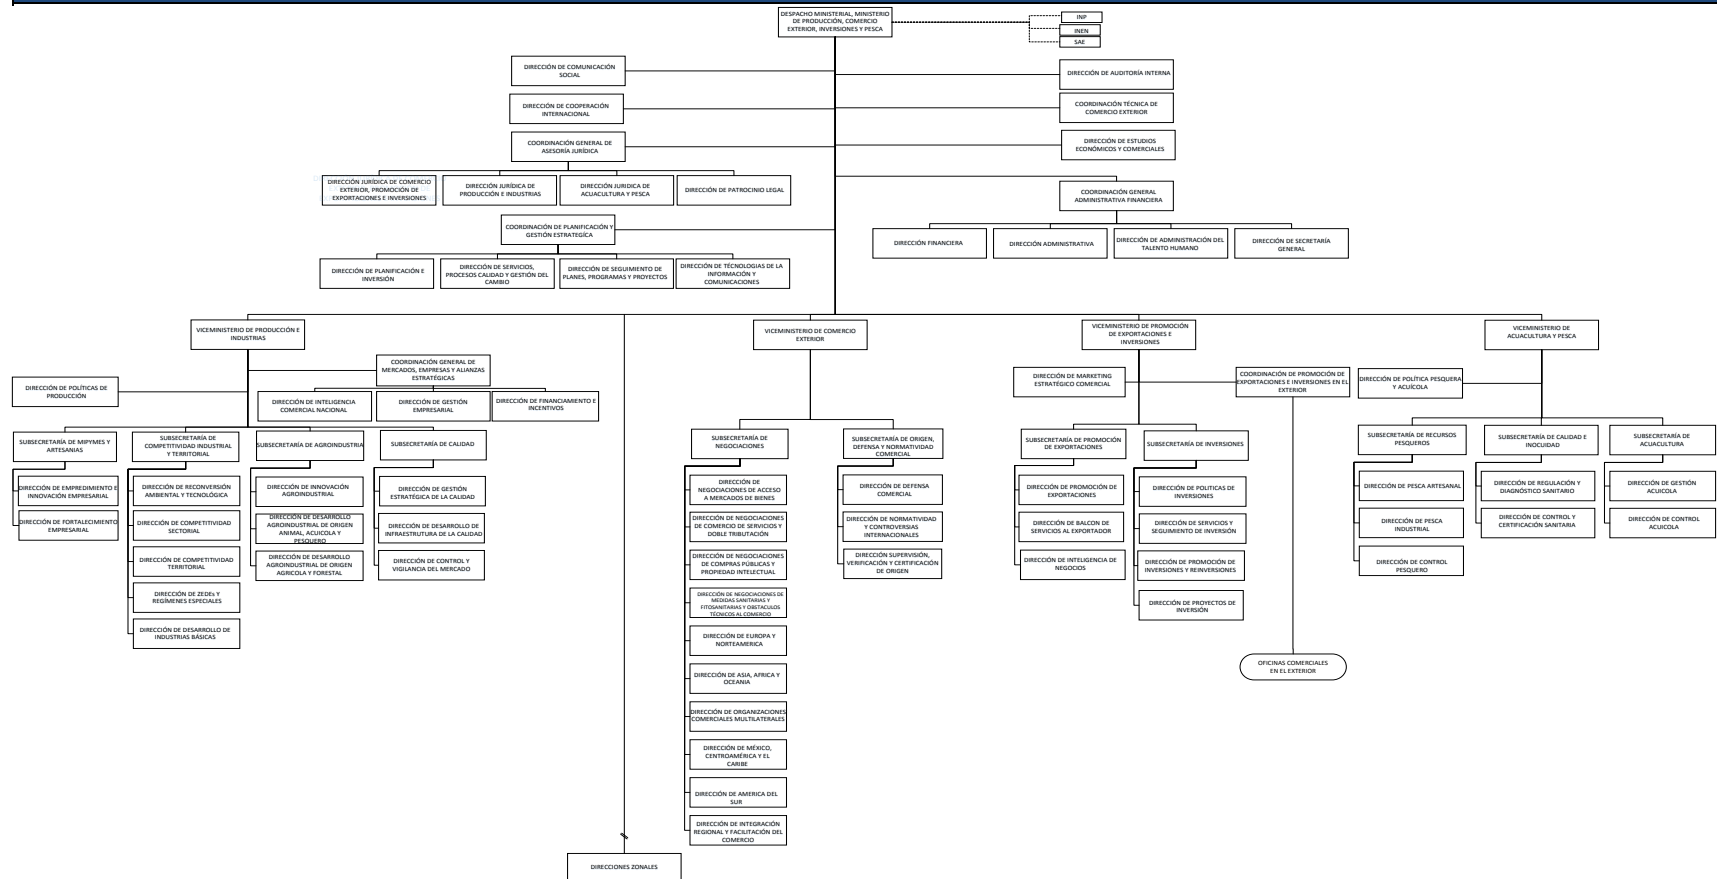 DESPACHO MINISTERIAL, MINISTERIO
DE PRODUCCIÓN, COMERCIO
EXTERIOR, INVERSIONES Y PESCA
INP
INEN
SAE
DIRECCIÓN DE COMUNICACIÓN
SOCIAL
DIRECCIÓN DE AUDITORÍA INTERNA
DIRECCIÓN DE COOPERACIÓN
INTERNACIONAL
COORDINACIÓN TÉCNICA DE
COMERCIO EXTERIOR
COORDINACIÓN GENERAL DE
ASESORÍA JURÍDICA
DIRECCIÓN DE ESTUDIOS
ECONÓMICOS Y COMERCIALES
DIRECCIÓN JURÍDICA DE COMERCIO
EXTERIOR, PROMOCIÓN DE
EXPORTACIONES E INVERSIONES
DIRECCIÓN JURÍDICA DE
PRODUCCIÓN E INDUSTRIAS
DIRECCIÓN JURIDICA DE
ACUACULTURA Y PESCA
DIRECCIÓN DE PATROCINIO LEGAL
COORDINACIÓN GENERAL
ADMINISTRATIVA FINANCIERA
COORDINACIÓN DE PLANIFICACIÓN Y
GESTIÓN ESTRATEGÍCA
DIRECCIÓN FINANCIERA
DIRECCIÓN ADMINISTRATIVA
DIRECCIÓN DE ADMINISTRACIÓN DEL
TALENTO HUMANO
DIRECCIÓN DE SECRETARÍA
GENERAL
DIRECCIÓN DE PLANIFICACIÓN E
INVERSIÓN
DIRECCIÓN DE SERVICIOS,
PROCESOS CALIDAD Y GESTIÓN DEL
CAMBIO
DIRECCIÓN DE SEGUIMIENTO DE
PLANES, PROGRAMAS Y PROYECTOS
DIRECCIÓN DE TÉCNOLOGIAS DE LA
INFORMACIÓN Y
COMUNICACIONES
VICEMINISTERIO DE PRODUCCIÓN E
INDUSTRIAS
VICEMINISTERIO DE COMERCIO
EXTERIOR
VICEMINISTERIO DE PROMOCIÓN
DE EXPORTACIONES E
INVERSIONES
VICEMINISTERIO DE
ACUACULTURA Y PESCA
COORDINACIÓN GENERAL DE
MERCADOS, EMPRESAS Y ALIANZAS
ESTRATÉGICAS
DIRECCIÓN DE POLÍTICAS DE
PRODUCCIÓN
DIRECCIÓN DE INTELIGENCIA
COMERCIAL NACIONAL
DIRECCIÓN DE GESTIÓN
EMPRESARIAL
DIRECCIÓN DE FINANCIAMIENTO E
INCENTIVOS
DIRECCIÓN DE MARKETING
ESTRATÉGICO COMERCIAL
COORDINACIÓN DE PROMOCIÓN DE
EXPORTACIONES E INVERSIONES EN EL
EXTERIOR
DIRECCIÓN DE POLÍTICA PESQUERA
Y ACUÍCOLA
SUBSECRETARÍA DE MIPYMES Y
ARTESANIAS
SUBSECRETARÍA DE
COMPETITIVIDAD INDUSTRIAL
Y TERRITORIAL
SUBSECRETARÍA DE AGROINDUSTRIA
SUBSECRETARÍA DE CALIDAD
SUBSECRETARÍA DE
NEGOCIACIONES
SUBSECRETARÍA DE ORIGEN,
DEFENSA Y NORMATIVIDAD
COMERCIAL
SUBSECRETARÍA DE PROMOCIÓN
DE EXPORTACIONES
SUBSECRETARÍA DE INVERSIONES
SUBSECRETARÍA DE RECURSOS
PESQUEROS
SUBSECRETARÍA DE CALIDAD E
INOCUIDAD
SUBSECRETARÍA DE
ACUACULTURA
DIRECCIÓN DE EMPREDIMIENTO E
INNOVACIÓN EMPRESARIAL
DIRECCIÓN DE FORTALECIMIENTO
EMPRESARIAL
DIRECCIÓN DE RECONVERSIÓN
AMBIENTAL Y TECNOLÓGICA
DIRECCIÓN DE COMPETITIVIDAD
SECTORIAL
DIRECCIÓN DE COMPETITIVIDAD
TERRITORIAL
DIRECCIÓN DE ZEDEs Y
REGÍMENES ESPECIALES
DIRECCIÓN DE DESARROLLO DE
INDUSTRIAS BÁSICAS
DIRECCIÓN DE INNOVACIÓN
AGROINDUSTRIAL
DIRECCIÓN DE DESARROLLO
AGROINDUSTRIAL DE ORIGEN
ANIMAL, ACUICOLA Y
PESQUERO
DIRECCIÓN DE DESARROLLO
AGROINDUSTRIAL DE ORIGEN
AGRICOLA Y FORESTAL
DIRECCIÓN DE GESTIÓN
ESTRATÉGICA DE LA CALIDAD
DIRECCIÓN DE DESARROLLO DE
INFRAESTRUTURA DE LA CALIDAD
DIRECCIÓN DE CONTROL Y
VIGILANCIA DEL MERCADO
DIRECCIÓN DE
NEGOCIACIONES DE ACCESO
A MERCADOS DE BIENES
DIRECCIÓN DE NEGOCIACIONES
DE COMERCIO DE SERVICIOS Y
DOBLE TRIBUTACIÓN
DIRECCIÓN DE NEGOCIACIONES
DE COMPRAS PÚBLICAS Y
PROPIEDAD INTELECTUAL
DIRECCIÓN DE NEGOCIACIONES DE
MEDIDAS SANITARIAS Y
FITOSANITARIAS Y OBSTACULOS
TÉCNICOS AL COMERCIO
DIRECCIÓN DE EUROPA Y
NORTEAMERICA
DIRECCIÓN DE ASIA, AFRICA Y
OCEANIA
DIRECCIÓN DE ORGANIZACIONES
COMERCIALES MULTILATERALES
DIRECCIÓN DE MÉXICO,
CENTROAMÉRICA Y EL
CARIBE
DIRECCIÓN DE AMERICA DEL
SUR
DIRECCIÓN DE INTEGRACIÓN
REGIONAL Y FACILITACIÓN DEL
COMERCIO
DIRECCIÓN DE DEFENSA
COMERCIAL
DIRECCIÓN DE NORMATIVIDAD
Y CONTROVERSIAS
INTERNACIONALES
DIRECCIÓN SUPERVISIÓN,
VERIFICACIÓN Y CERTIFICACIÓN
DE ORIGEN
DIRECCIÓN DE PROMOCIÓN DE
EXPORTACIONES
DIRECCIÓN DE BALCON DE
SERVICIOS AL EXPORTADOR
DIRECCIÓN DE INTELIGENCIA DE
NEGOCIOS
DIRECCIÓN DE POLITICAS DE
INVERSIONES
DIRECCIÓN DE SERVICIOS Y
SEGUIMIENTO DE INVERSIÓN
DIRECCIÓN DE PROMOCIÓN DE
INVERSIONES Y REINVERSIONES
DIRECCIÓN DE PROYECTOS DE
INVERSIÓN
DIRECCIÓN DE PESCA ARTESANAL
DIRECCIÓN DE PESCA
INDUSTRIAL
DIRECCIÓN DE CONTROL
PESQUERO
DIRECCIÓN DE REGULACIÓN Y
DIAGNÓSTICO SANITARIO
DIRECCIÓN DE CONTROL Y
CERTIFICACIÓN SANITARIA
DIRECCIÓN DE GESTIÓN
ACUICOLA
DIRECCIÓN DE CONTROL
ACUICOLA
OFICINAS COMERCIALES
EN EL EXTERIOR
DIRECCIONES ZONALES